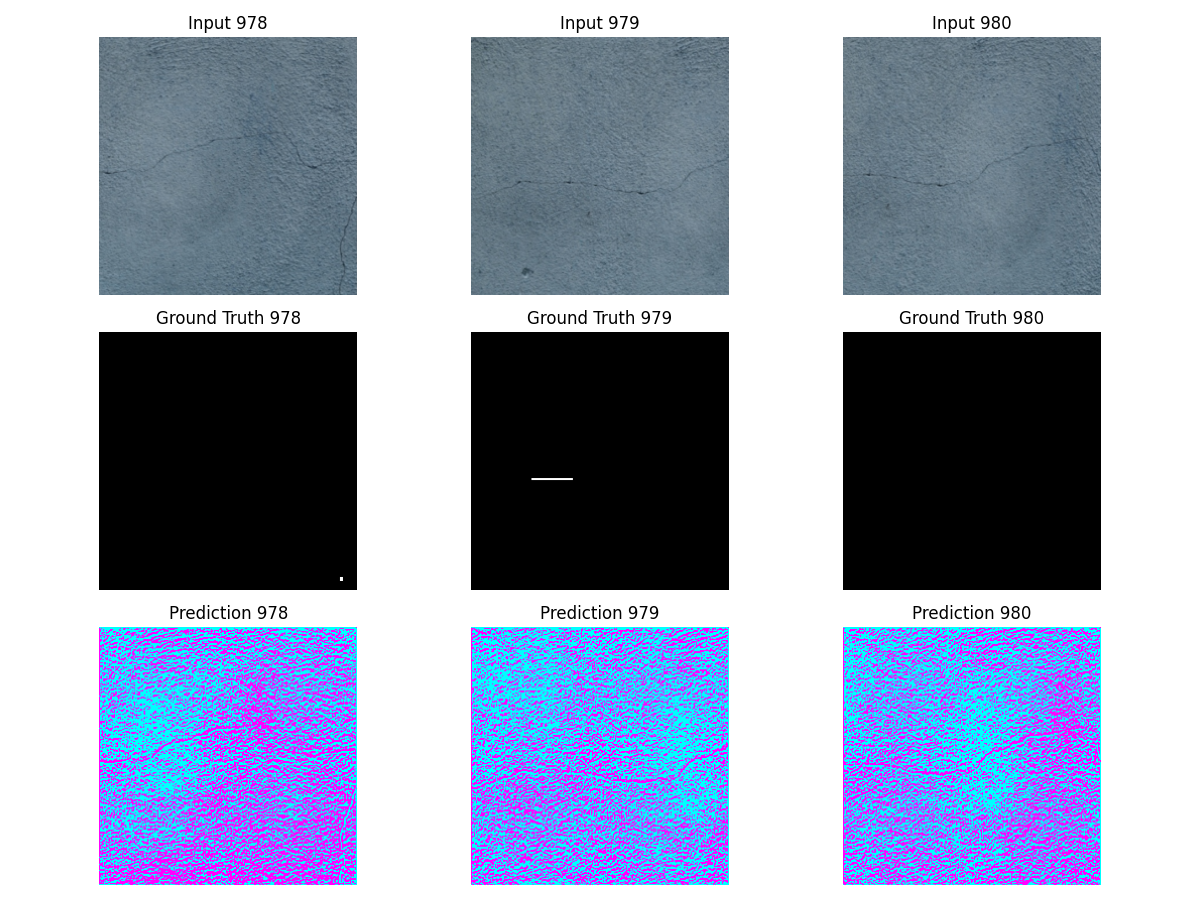 Input 978
Input 979
Input 980
Ground Truth 978
Ground Truth 979
Ground Truth 980
Prediction 978
Prediction 979
Prediction 980